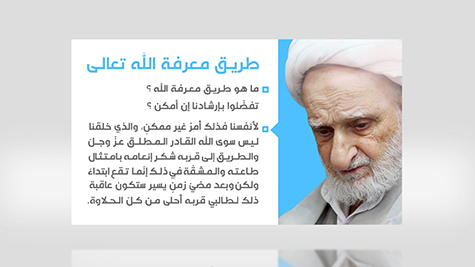 طريق معرفة الله تعالى
ما هو طريق معرفة الله ؟
تفضّلوا بإرشادنا إن أمكن ؟
لأنفسنا فذلك أمرٌ غير ممكن، والذي خلقنا
ليس سوى الله القادر المطلق عزّ وجلّ
والطريق إلى قربه شكر إنعامه بامتثال
طاعته والمشقّة في ذلك إنّما تقع ابتداءً
ولكن وبعد مضيّ زمنٍ يسير ستكون عاقبة
ذلك لطالبي قربه أحلى من كلّ الحلاوة.